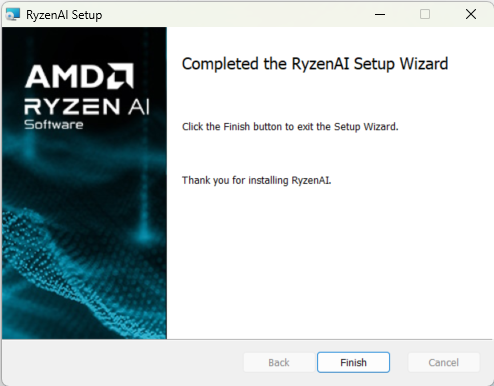 RyzenAI Setup
AMD
RYZEN AI
Software
Completed the RyzenAI Setup Wizard
Click the Finish button to exit the Setup Wizard.
Thank you for installing RyzenAI.
Back
Finish
Cancel